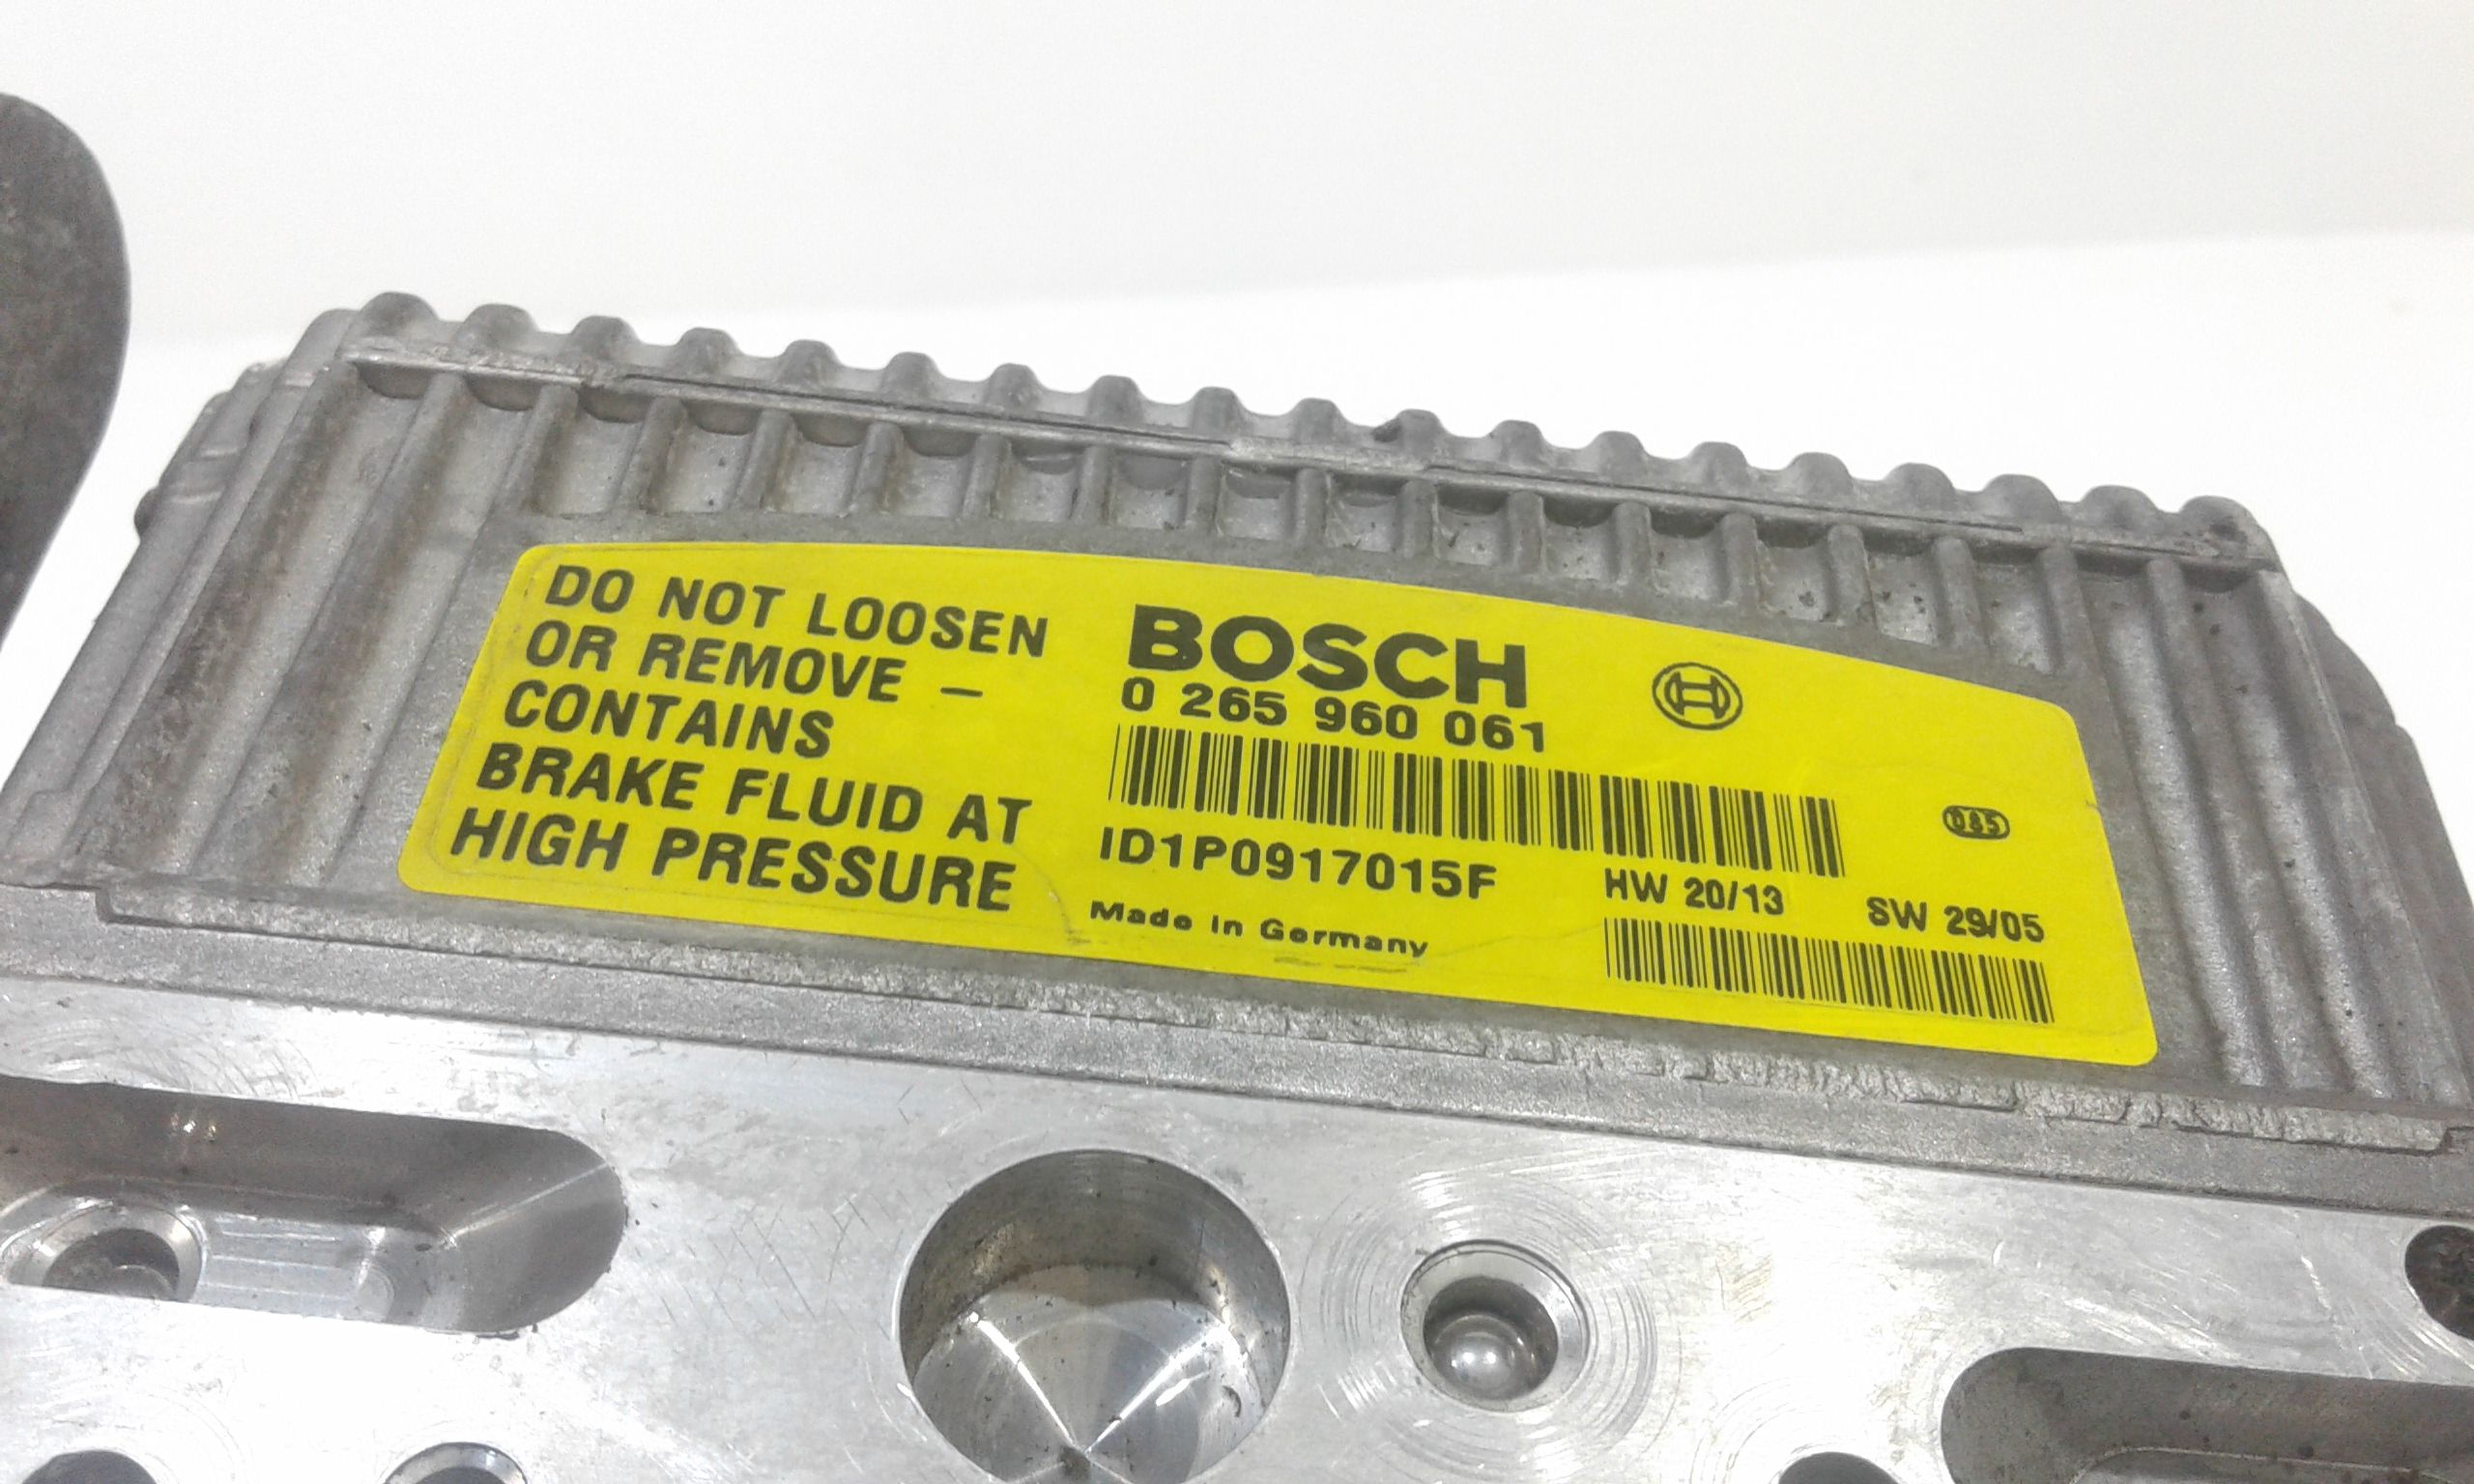 DO NOT LOOSEN
OR REMOVE –
CONTAINS
BRAKE FLUID AT
HIGH PRESSURE
BOSCH
0 265 960 061
ID1P0917015F
Made in Germany
085
HW 20/13
SW 29/05